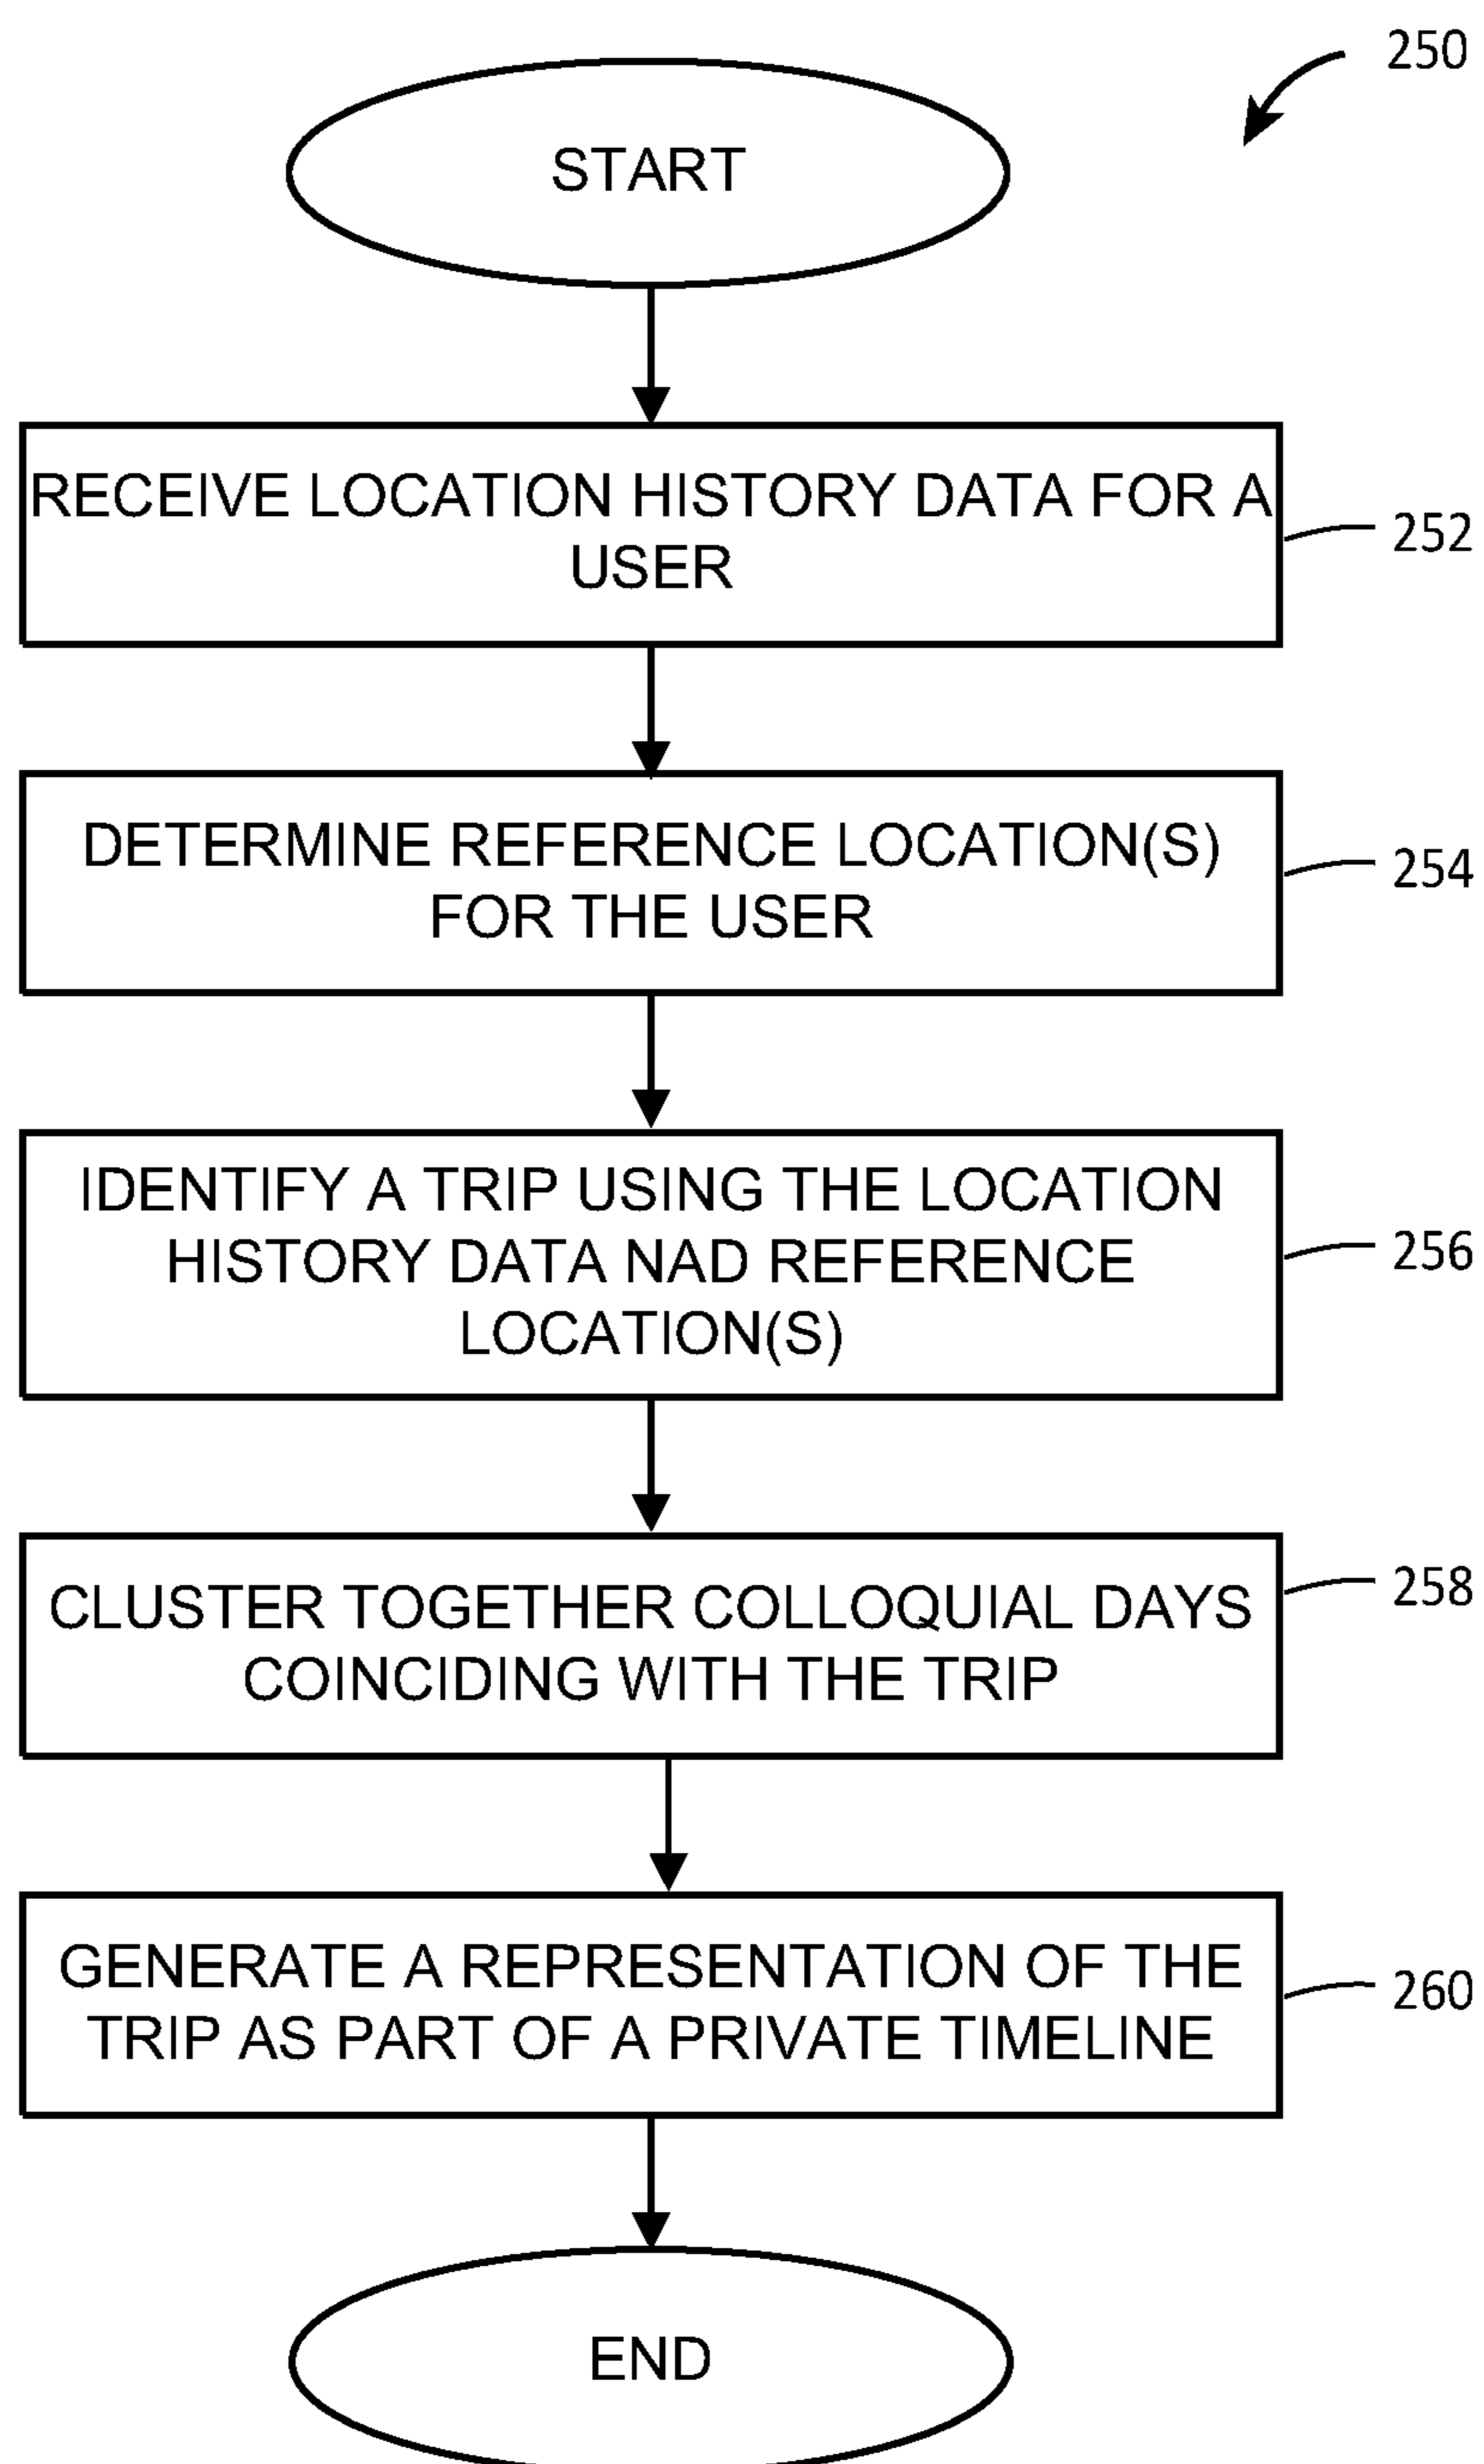 250
START
RECEIVE LOCATION HISTORY DATA FOR A
USER
252
DETERMINE REFERENCE LOCATION(S)
FOR THE USER
254
IDENTIFY A TRIP USING THE LOCATION
HISTORY DATA NAD REFERENCE
LOCATION(S)
256
CLUSTER TOGETHER COLLOQUIAL DAYS
COINCIDING WITH THE TRIP
258
GENERATE A REPRESENTATION OF THE
TRIP AS PART OF A PRIVATE TIMELINE
260
END